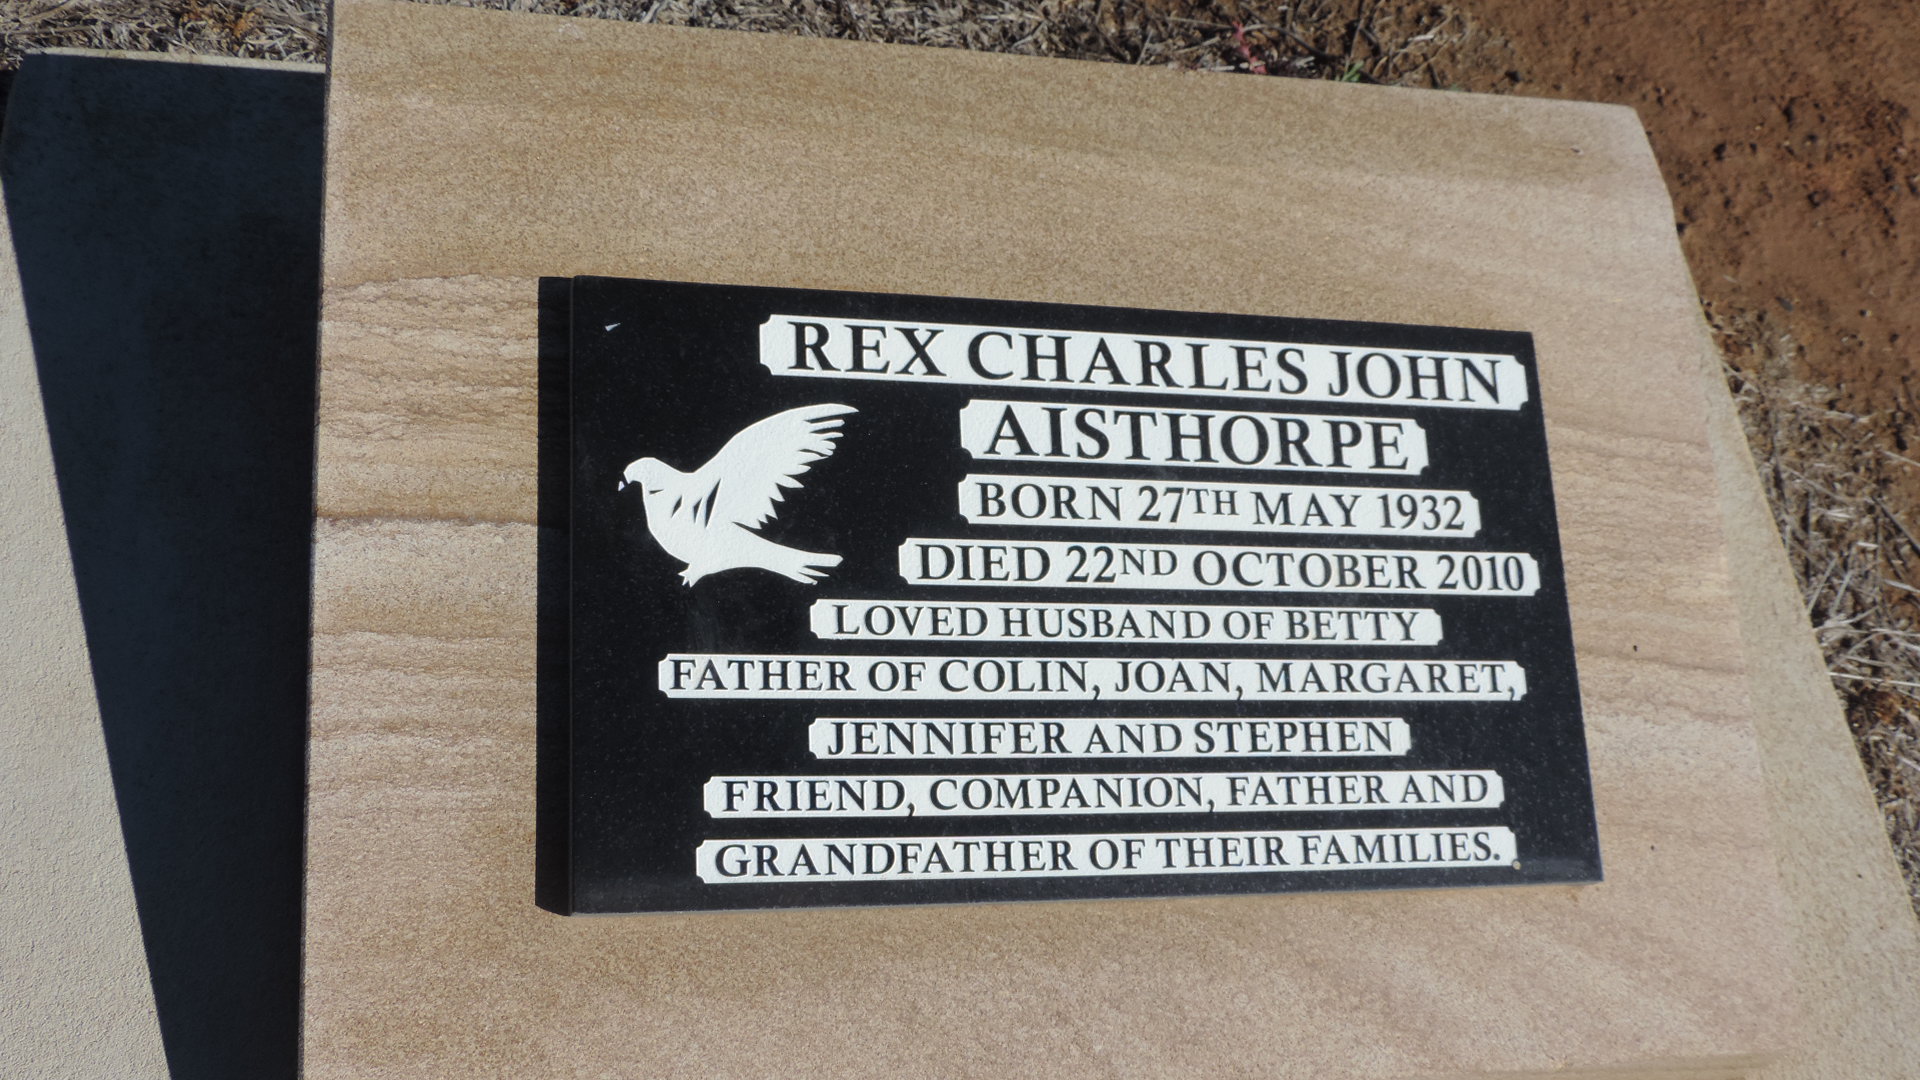 REX CHARLES JOHN
AISTHORPE
BORN 27TH MAY 1932
DIED 22ND OCTOBER 2010
LOVED HUSBAND OF BETTY
FATHER OF COLIN, JOAN, MARGARET,
JENNIFER AND STEPHEN
FRIEND, COMPANION, FATHER AND
GRANDFATHER OF THEIR FAMILIES.